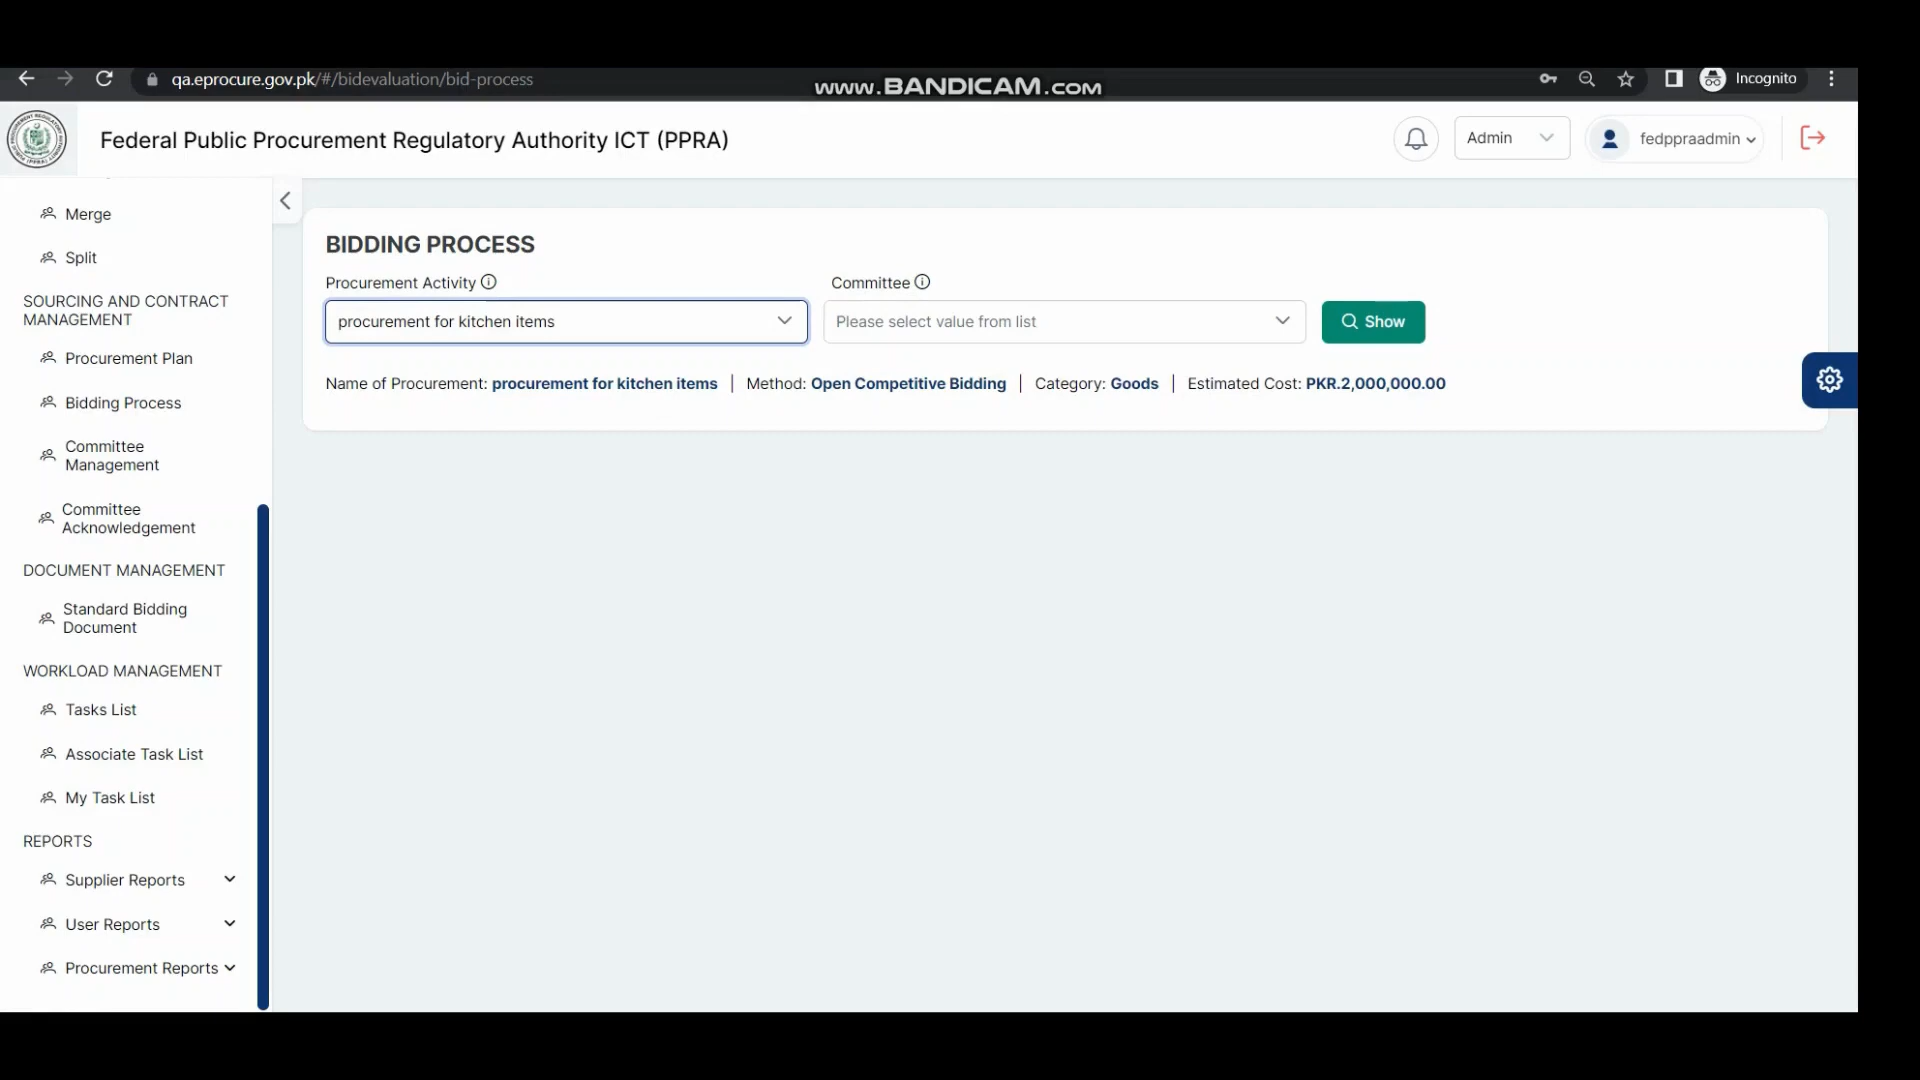 qa.eprocure.gov.pk/#/bidevaluation/bid-process
www.BANDICAM.com
Incognito
Federal Public Procurement Regulatory Authority ICT (PPRA)
Admin
fedppraadmin
Merge
Split
SOURCING AND CONTRACT
MANAGEMENT
Procurement Plan
Bidding Process
Committee
Management
Committee
Acknowledgement
DOCUMENT MANAGEMENT
Standard Bidding
Document
WORKLOAD MANAGEMENT
Tasks List
Associate Task List
My Task List
REPORTS
Supplier Reports
User Reports
Procurement Reports
BIDDING PROCESS
Procurement Activity
Committee
procurement for kitchen items
Please select value from list
Show
Name of Procurement: procurement for kitchen items | Method: Open Competitive Bidding | Category: Goods | Estimated Cost: PKR.2,000,000.00